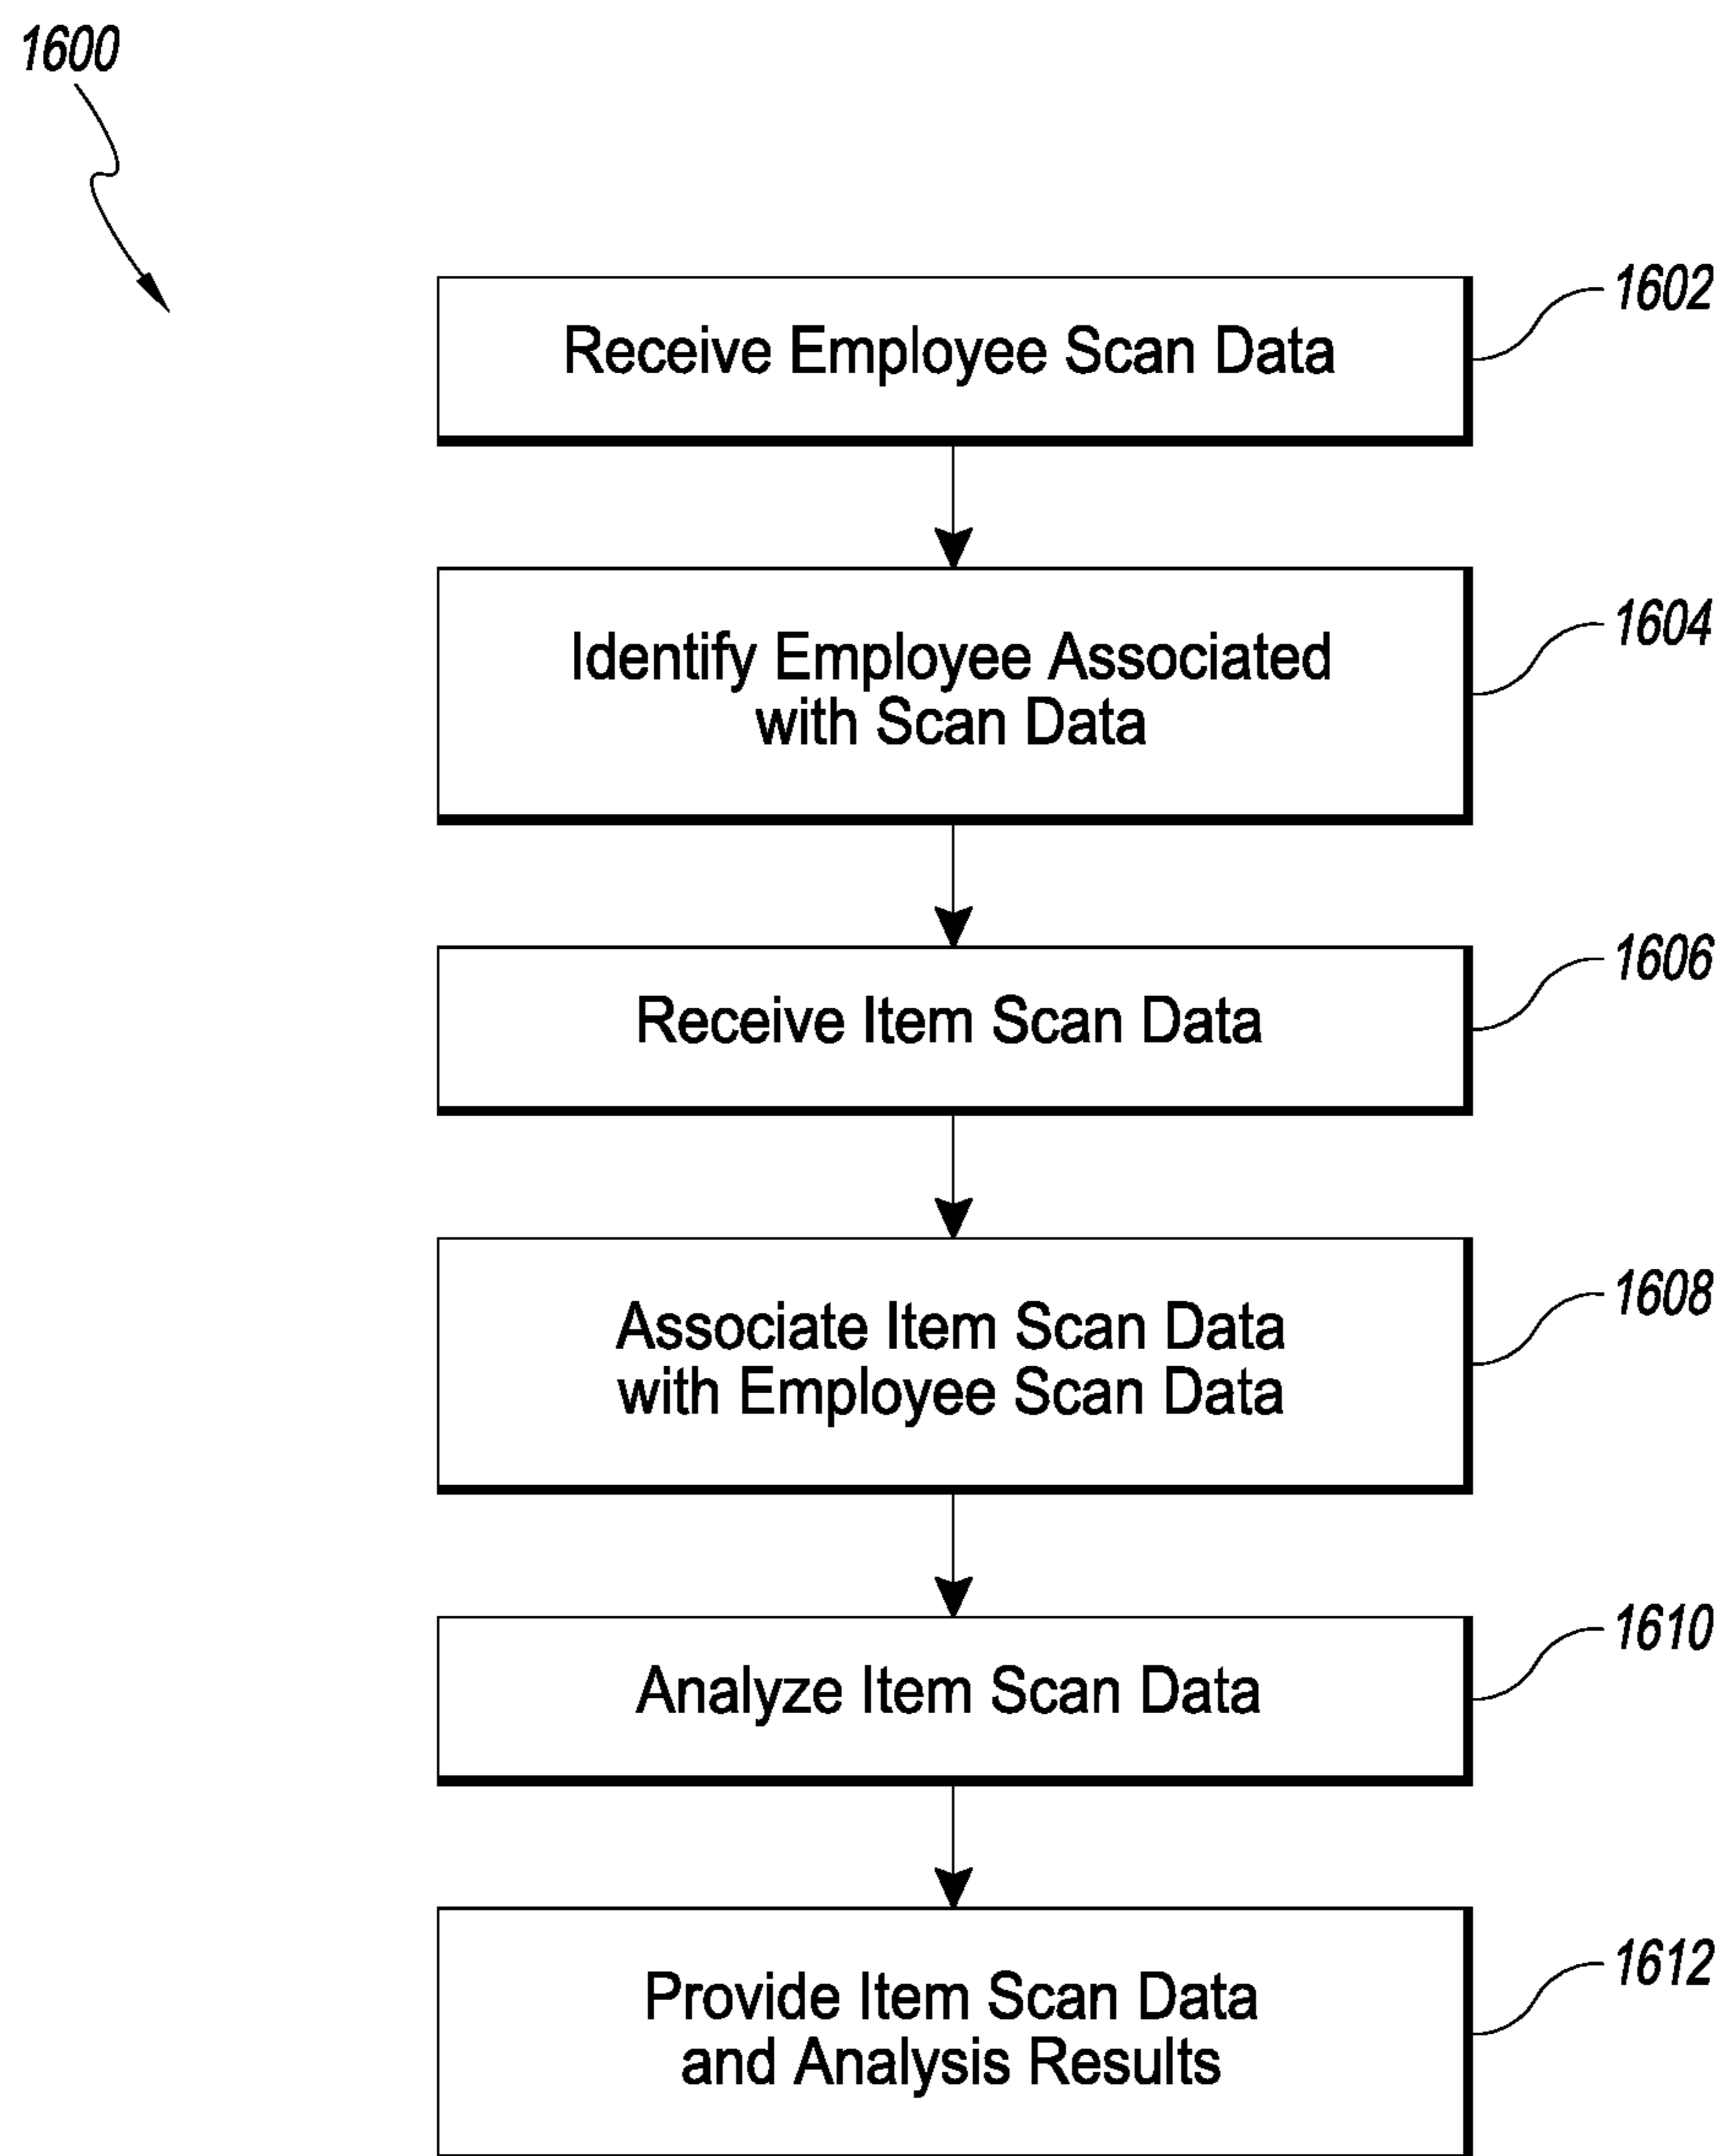 1600
Receive Employee Scan Data
1602
Identify Employee Associated
with Scan Data
1604
Receive Item Scan Data
1606
Associate Item Scan Data
with Employee Scan Data
1608
Analyze Item Scan Data
1610
Provide Item Scan Data
and Analysis Results
1612